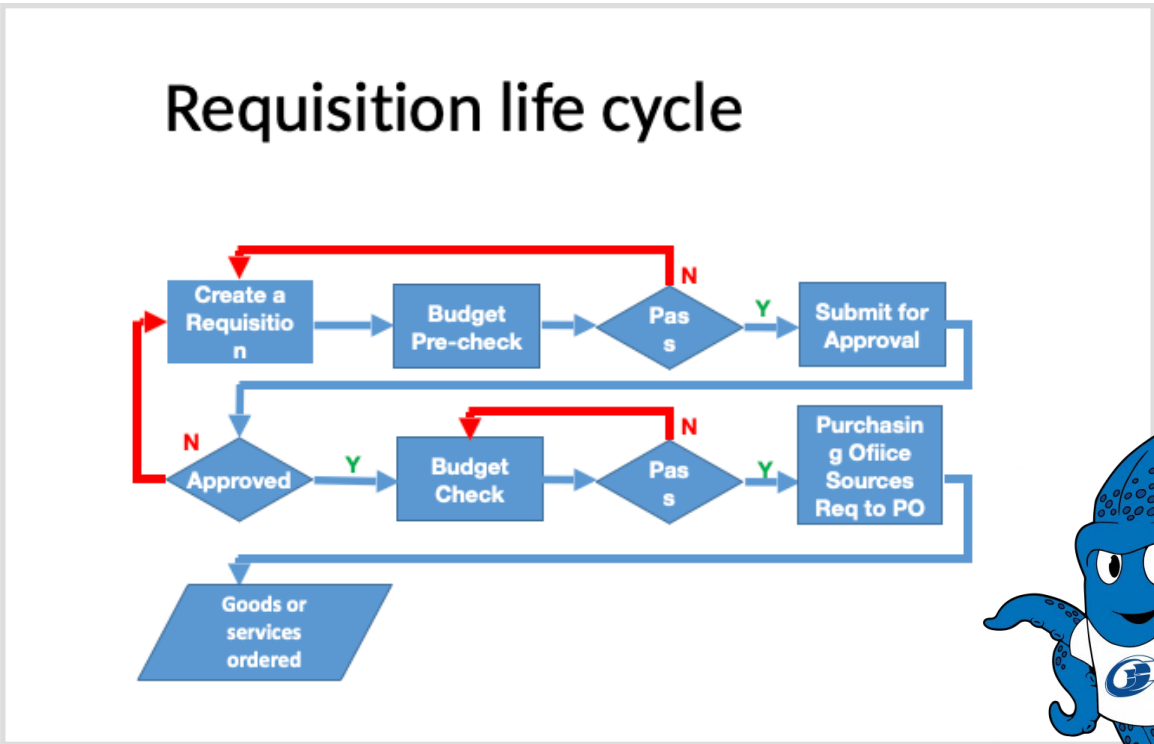 Requisition life cycle
N
Create a
Requisitio
n
Budget
Pre-check
Pas
s
Y
Submit for
Approval
N
Approved
Y
Budget
Check
N
Pas
s
Y
Purchasin
g Ofiice
Sources
Req to PO
Goods or
services
ordered